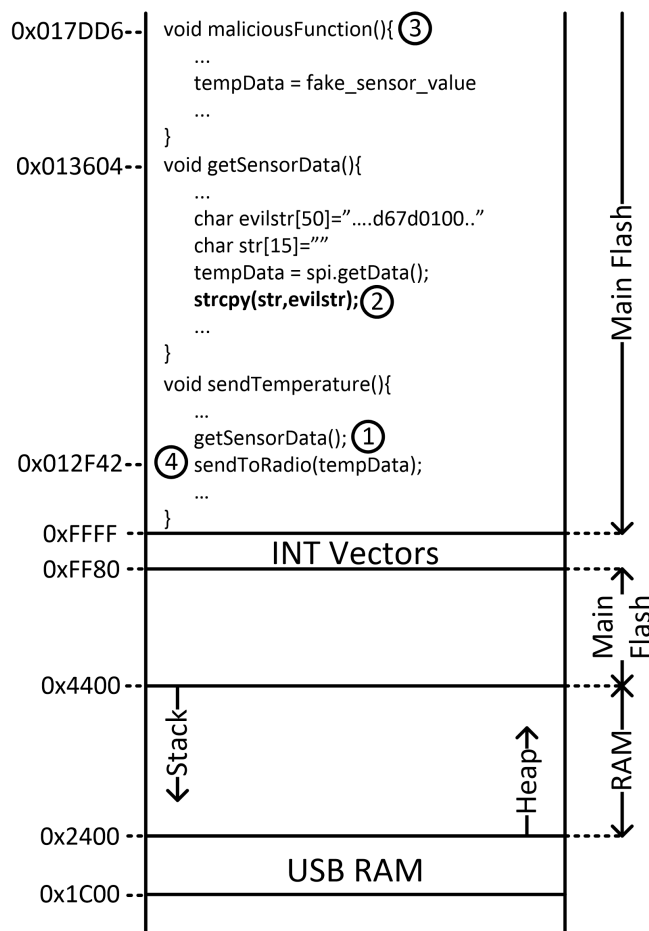 0x017DD6-- void maliciousFunction(){ 3
...
tempData = fake_sensor_value
...
}
0x013604-- void getSensorData(){
...
char evilstr[50]="....d67d0100.."
char str[15]=""
tempData = spi.getData();
strcpy(str,evilstr); 2
...
}
void sendTemperature(){
...
getSensorData(); 1
0x012F42-- 4 sendToRadio(tempData);
...
}
Main Flash
0xFFFF --
INT Vectors
0xFF80 --
Main
Flash
0x4400 --
Stack
Heap
RAM
0x2400 --
USB RAM
0x1C00 --